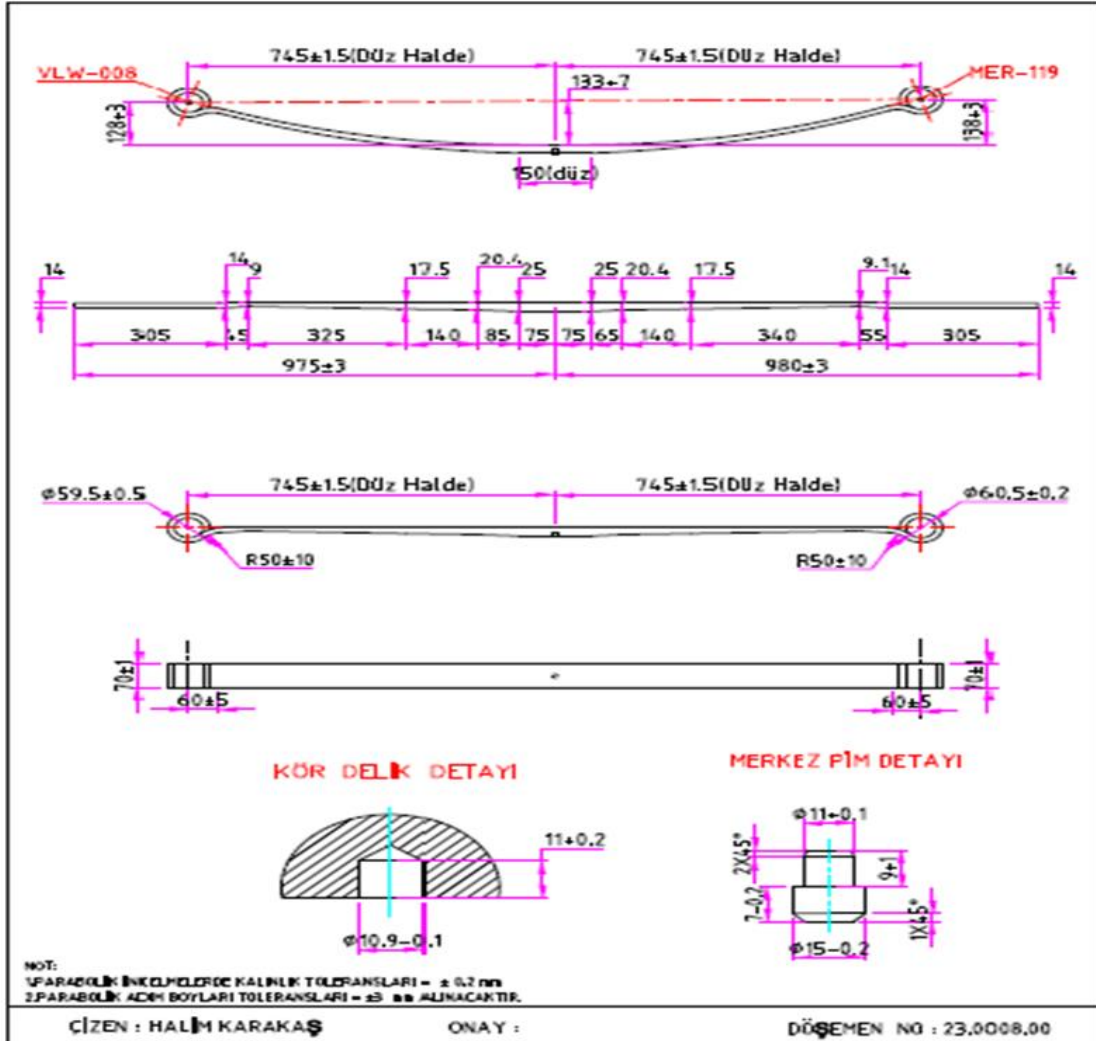 745±1.5(Düz Halde) 745±1.5(Düz Halde)
VLW-008 133+7 MER-119
128±3 138±3
150(düz)
14 14 9 17.5 20.4 25 25 20.4 17.5 9.1 14 14
305 45 325 140 85 75 75 65 140 340 55 305
975±3 980±3
745±1.5(Düz Halde) 745±1.5(Düz Halde)
Ø59.5±0.5 Ø60.5±0.2
R50±10 R50±10
70±1 70±1
60±5 60±5
KÖR DELİK DETAYI
MERKEZ PİM DETAYI
11+0.2
Ø10.9-0.1
Ø11+0.1
2X45° 9+1
7-0.2 1X45°
Ø15-0.2
NOT:
1.PARABOLİK İNCELMELERDE KALINLIK TOLERANSLARI = ± 0,2 mm
2.PARABOLİK ADIM BOYLARI TOLERANSLARI = ±3 mm ALINACAKTIR.
ÇİZEN : HALİM KARAKAŞ ONAY : DÖŞEMEN NO : 23.0008.00